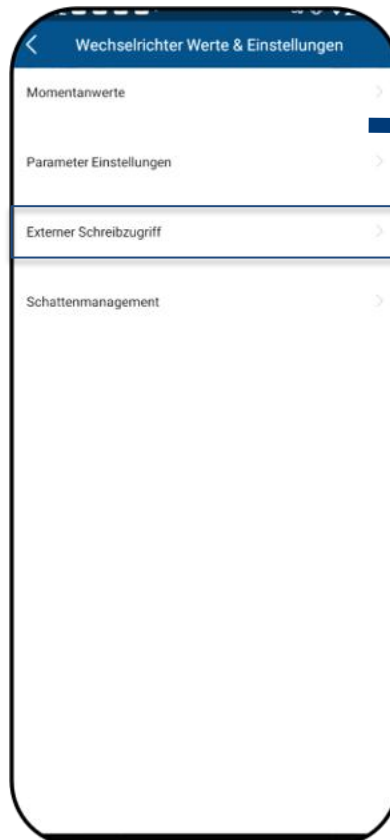 Wechselrichter Werte & Einstellungen
Momentanwerte
Parameter Einstellungen
Externer Schreibzugriff
Schattenmanagement